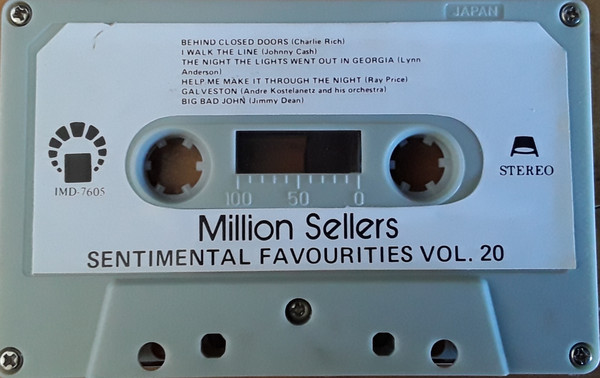 JAPAN
BEHIND CLOSED DOORS (Charlie Rich)
I WALK THE LINE (Johnny Cash)
THE NIGHT THE LIGHTS WENT OUT IN GEORGIA (Lynn
Anderson)
HELP ME MAKE IT THROUGH THE NIGHT (Ray Price)
GALVESTON (Andre Kostelanetz and his orchestra)
BIG BAD JOHN (Jimmy Dean)
IMD-7605
STEREO
100 50 0
Million Sellers
SENTIMENTAL FAVOURITIES VOL. 20